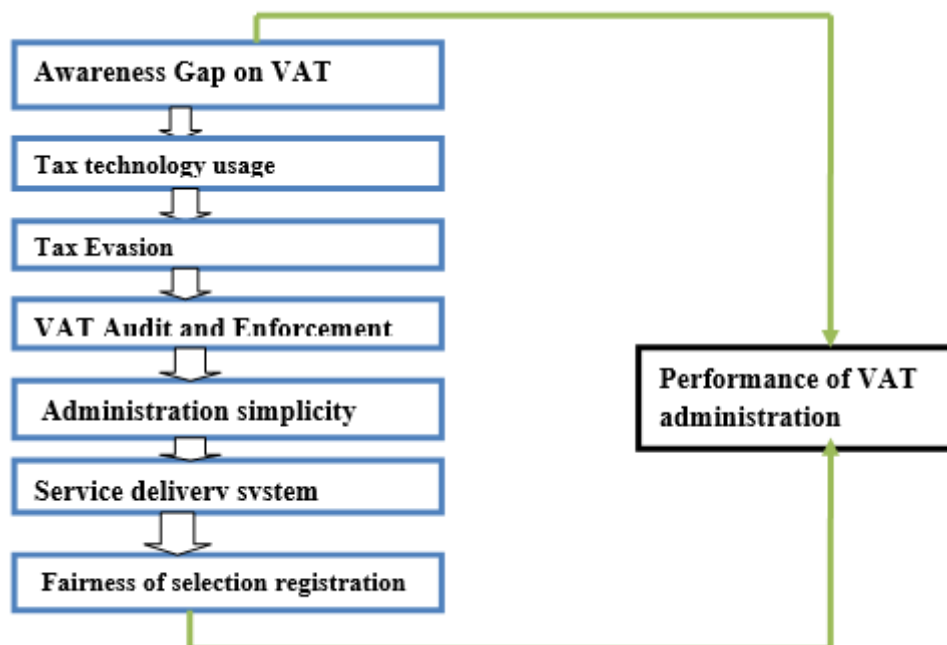 Awareness Gap on VAT
Tax technology usage
Tax Evasion
VAT Audit and Enforcement
Administration simplicity
Service delivery system
Fairness of selection registration
Performance of VAT
administration